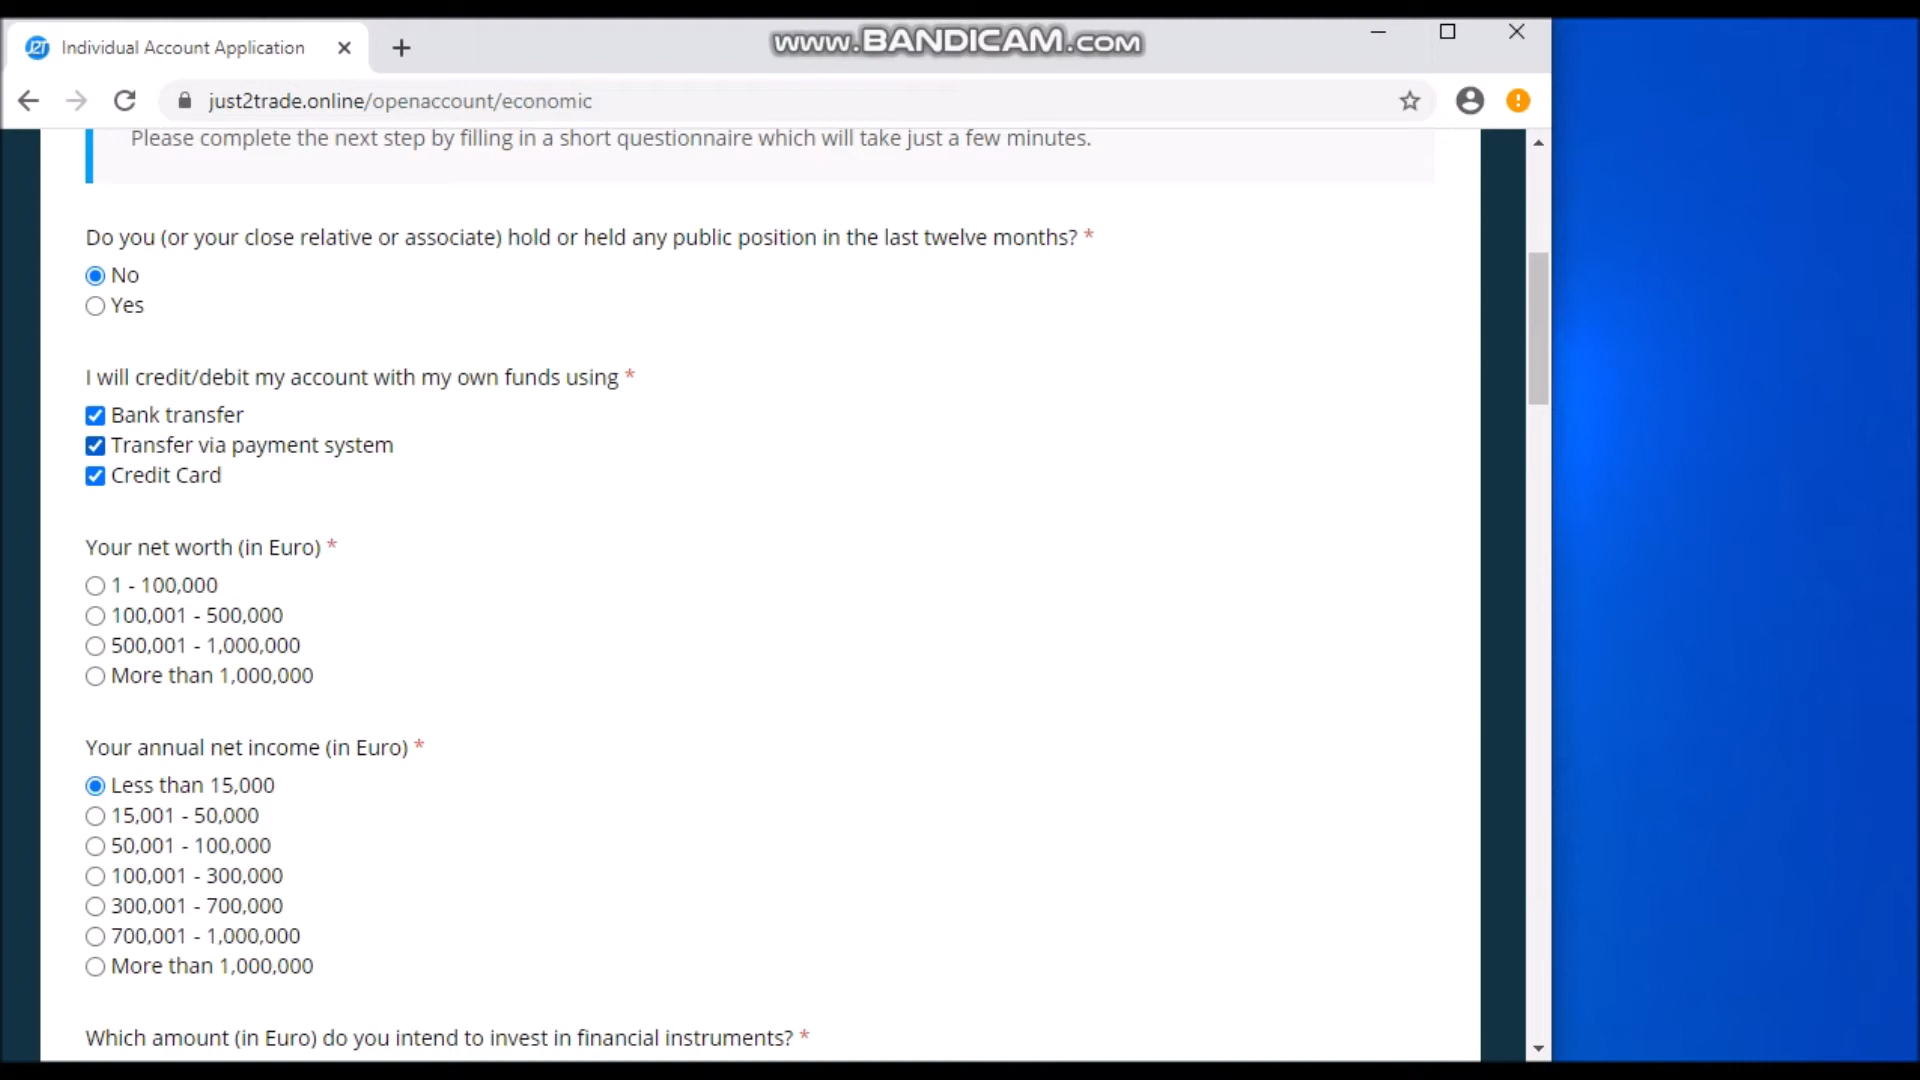 Individual Account Application
www.BANDICAM.com
just2trade.online/openaccount/economic
Please complete the next step by filling in a short questionnaire which will take just a few minutes.
Do you (or your close relative or associate) hold or held any public position in the last twelve months? *
No
Yes
I will credit/debit my account with my own funds using *
Bank transfer
Transfer via payment system
Credit Card
Your net worth (in Euro) *
1 - 100,000
100,001 - 500,000
500,001 - 1,000,000
More than 1,000,000
Your annual net income (in Euro) *
Less than 15,000
15,001 - 50,000
50,001 - 100,000
100,001 - 300,000
300,001 - 700,000
700,001 - 1,000,000
More than 1,000,000
Which amount (in Euro) do you intend to invest in financial instruments? *